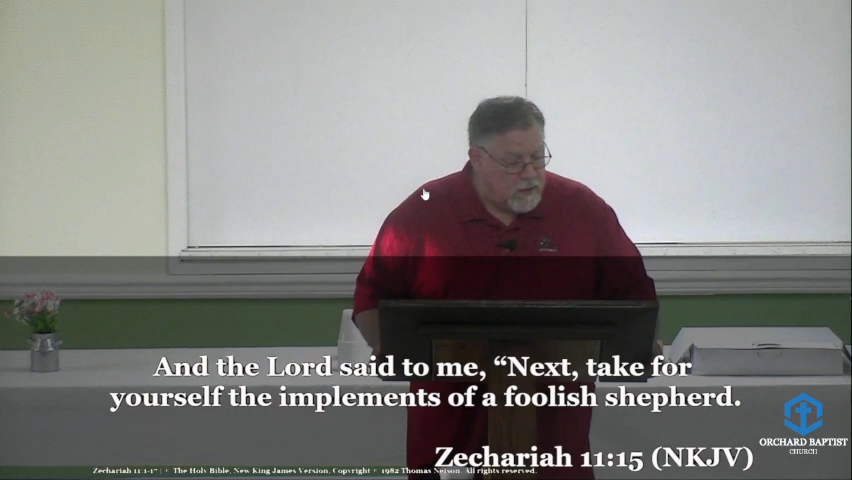 And the Lord said to me, “Next, take for
yourself the implements of a foolish shepherd.
Zechariah 11:15 (NKJV)
Zechariah 11:1-17 | © The Holy Bible, New King James Version, Copyright © 1982 Thomas Nelson. All rights reserved.
ORCHARD BAPTIST
CHURCH